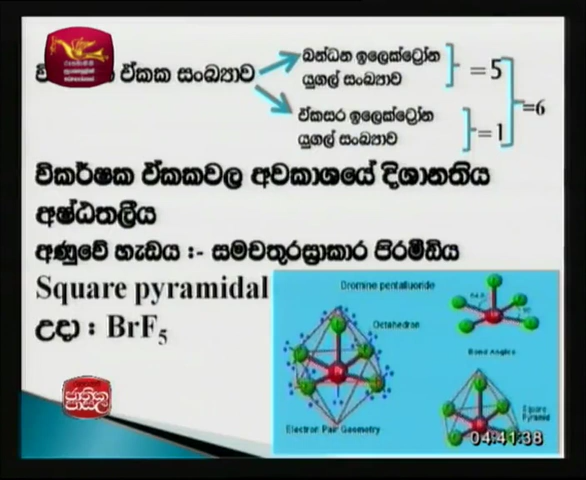 ඒකක සංඛ්‍යාව
බන්ධන ඉලෙක්ට්‍රෝන
යුගල් සංඛ්‍යාව
=5
ඒකසර ඉලෙක්ට්‍රෝන
යුගල් සංඛ්‍යාව
=1
=6
විකර්ෂක ඒකකවල අවකාශයේ දිශානතිය
අෂ්ඨතලීය
අණුවේ හැඩය :- සමචතුරස්‍රාකාර පිරමීඩිය
Square pyramidal
උදා : BrF5
Bromine pentafluoride
Octahedron
Electron Pair Geometry
Bond Angles
Square
Pyramid
ජාතික
පාසල
04:41:38